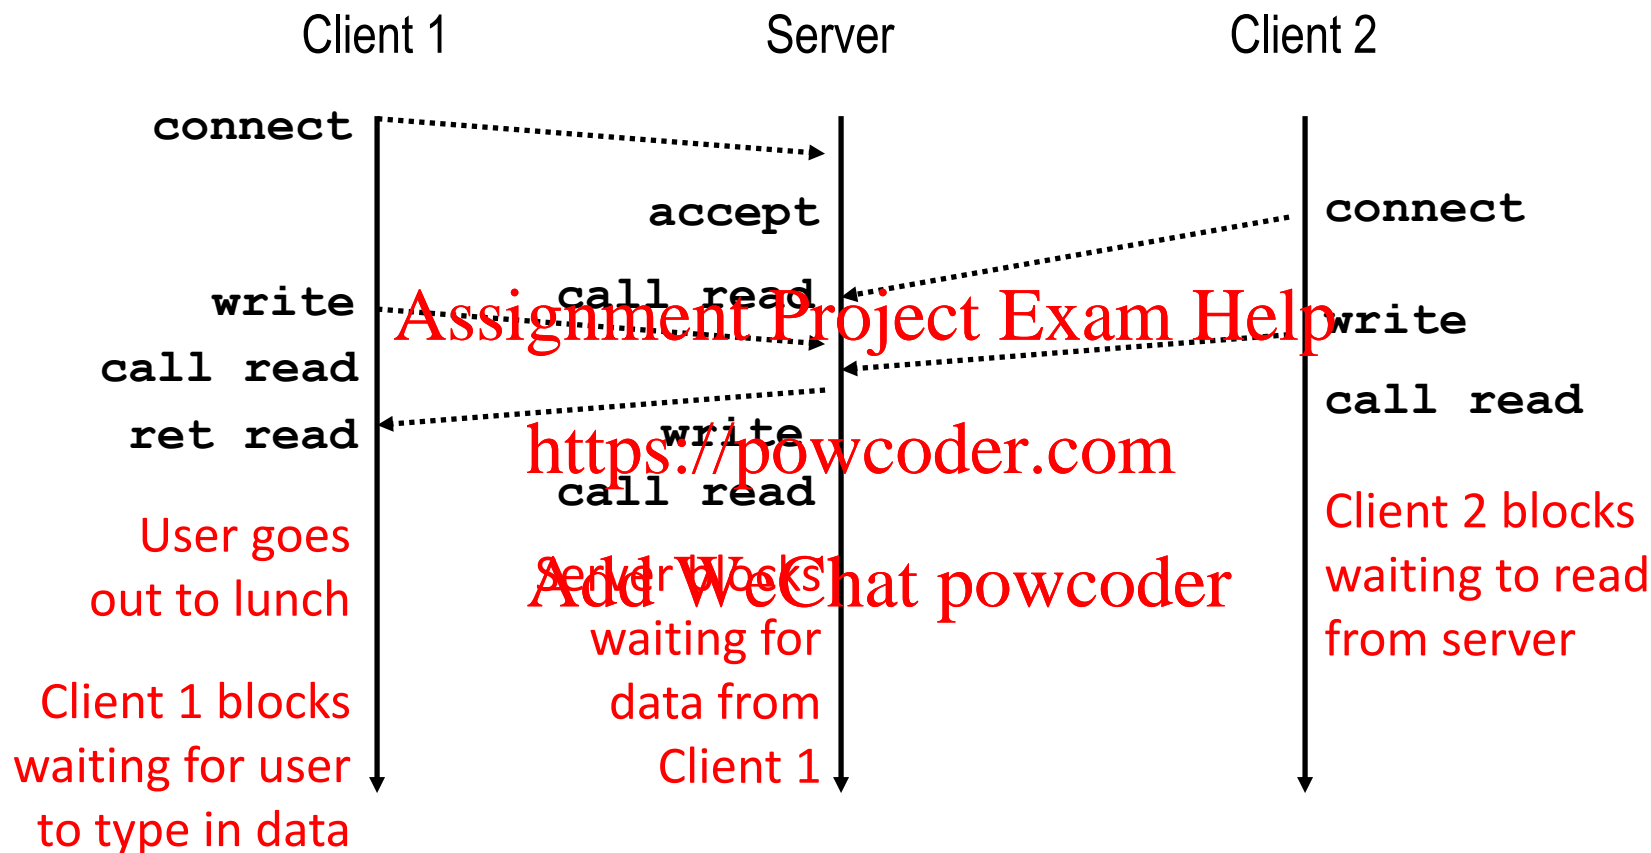 Client 1
Server
Client 2
connect
accept
connect
write
call read
Assignment Project Exam Help
write
call read
call read
ret read
write
https://powcoder.com
call read
User goes
out to lunch
Client 1 blocks
waiting for user
to type in data
Server blocks
waiting for
data from
Client 1
Add WeChat powcoder
Client 2 blocks
waiting to read
from server